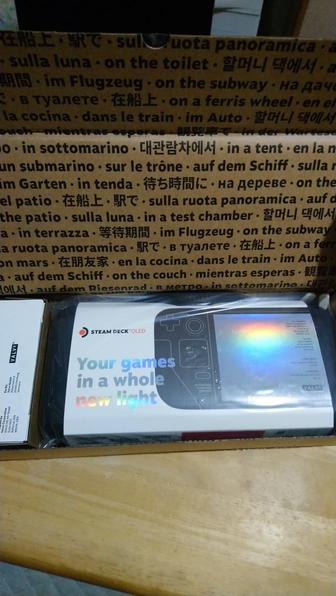 在船上 · 駅で · sulla ruota panoramica · a
sulla luna · on the toilet · 할머니 댁에서 · a
期間 · im Flugzeug · on the subway · на даче
· в туалете · 在船上 · on a ferris wheel · en e
la cocina · dans le train · im Auto · 할머니 댁에서
couch · mientras esperas · 観覧車で · in der Warte
o · in sottomarino · 대관람차에서 · in a tent · en la n
un submarino · sur le trône · auf dem Schiff · sulla
im Garten · in tenda · 待ち時間に · на дереве · on the
el patio · 在船上 · 駅で · sulla ruota panoramica · auf d
the patio · sulla luna · in a test chamber · 할머니 댁에서
a · in terrazza · 等待期間 · im Flugzeug · on the subway
a ruota panoramica · 駅で · в туалете · 在船上 · on a ferris
on mars · 在朋友家 · en la cocina · dans le train · im Auto
· auf dem Schiff · on the couch · mientras esperas · 観覧
d · auf dem Riesenrad · в метро · in sottomarino · 대관
VALVE
STEAM DECK OLED
Your games
in a whole
new light
VALVE